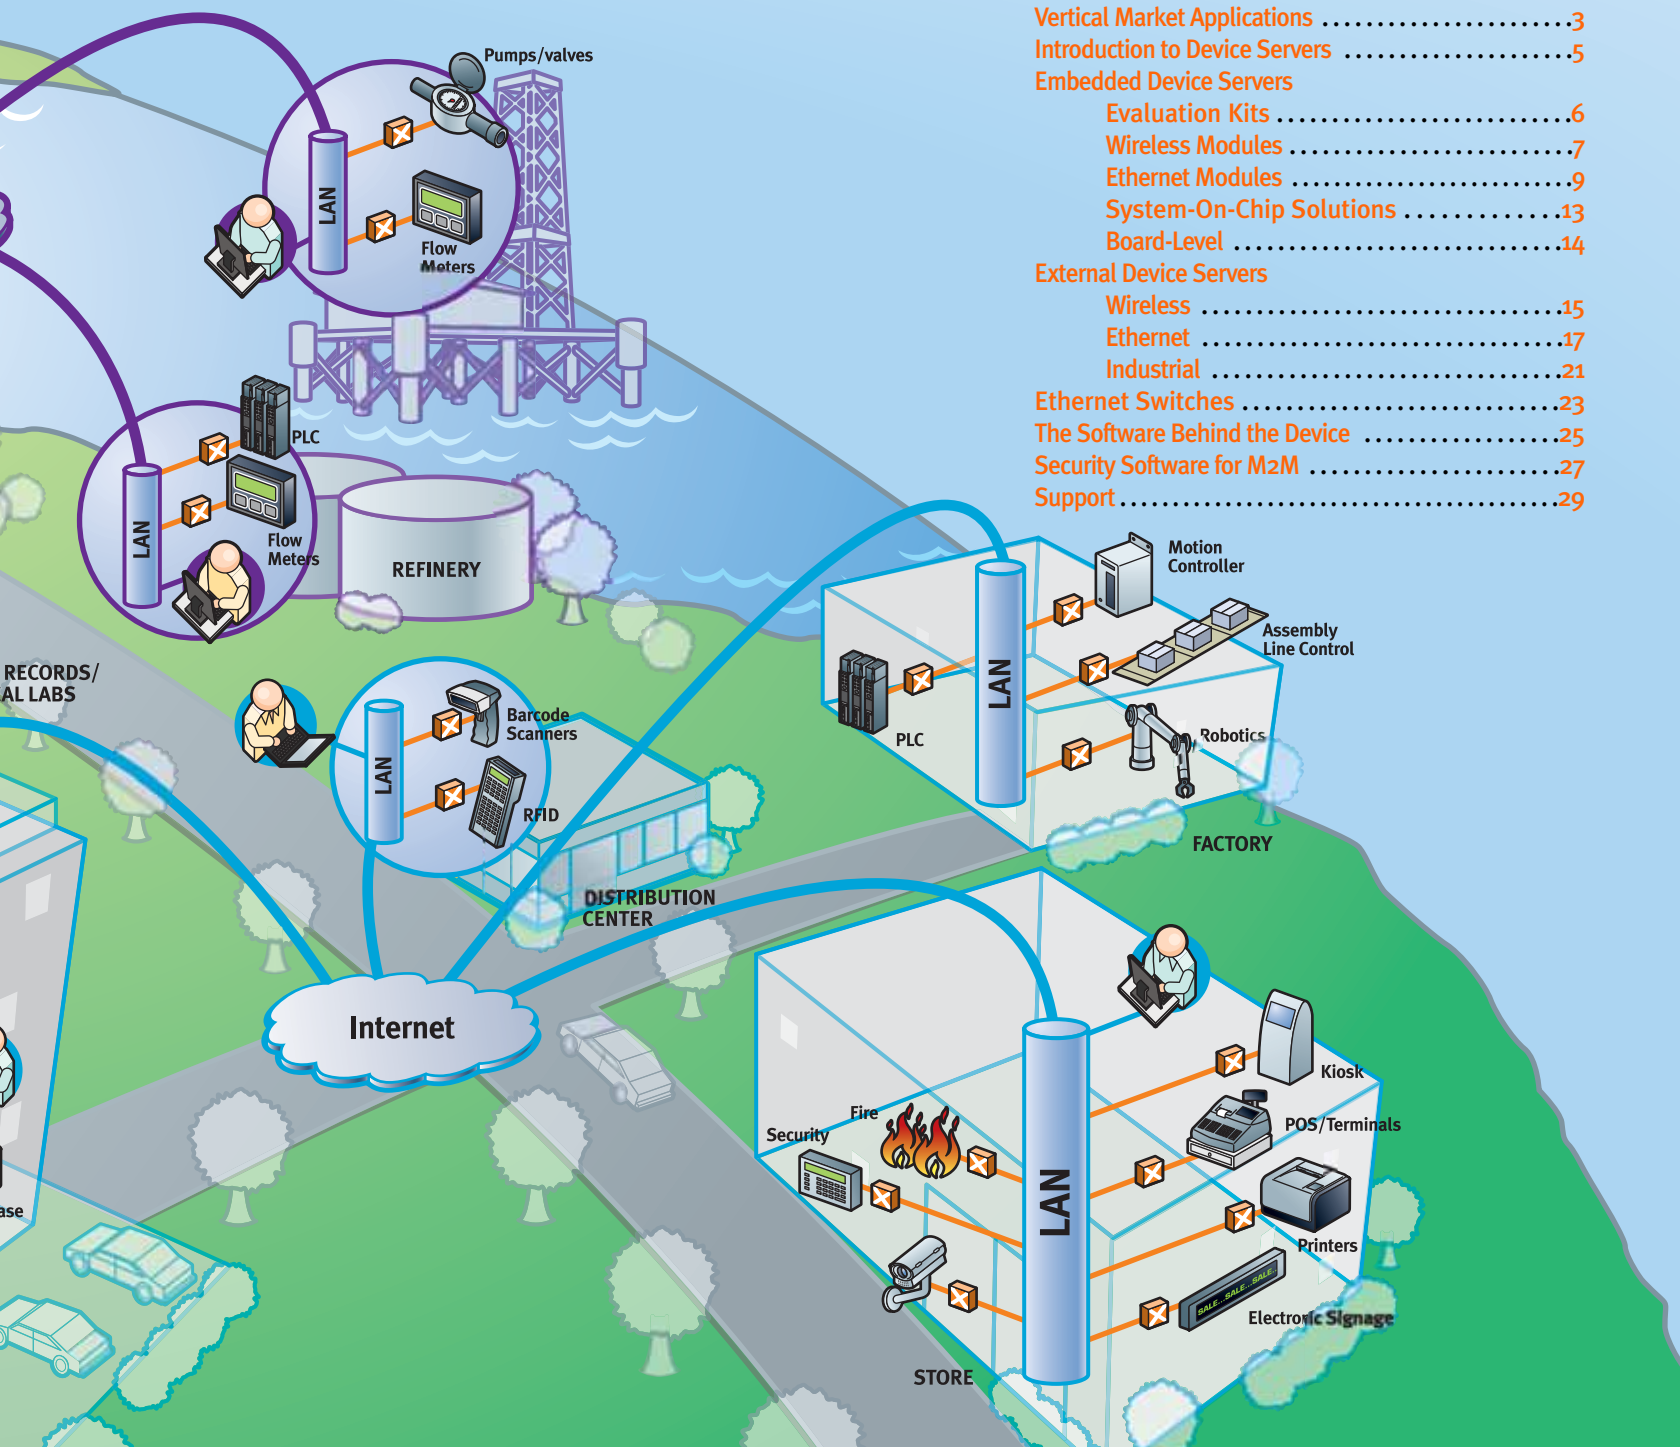 Vertical Market Applications .......................3
Introduction to Device Servers .....................5
Embedded Device Servers
Evaluation Kits ...........................6
Wireless Modules ..........................7
Ethernet Modules ..........................9
System-On-Chip Solutions .............13
Board-Level ..............................14
External Device Servers
Wireless .................................15
Ethernet .................................17
Industrial ................................21
Ethernet Switches .............................23
The Software Behind the Device ..................25
Security Software for M2M .......................27
Support ........................................29
Pumps/valves
LAN
Flow
Meters
PLC
LAN
Flow
Meters
REFINERY
RECORDS/
AL LABS
Barcode
Scanners
LAN
RFID
DISTRIBUTION
CENTER
Motion
Controller
Assembly
Line Control
LAN
PLC
Robotics
FACTORY
Internet
Kiosk
Fire
POS/Terminals
Security
LAN
Printers
SALE...SALE...SALE..
Electronic Signage
STORE
ase